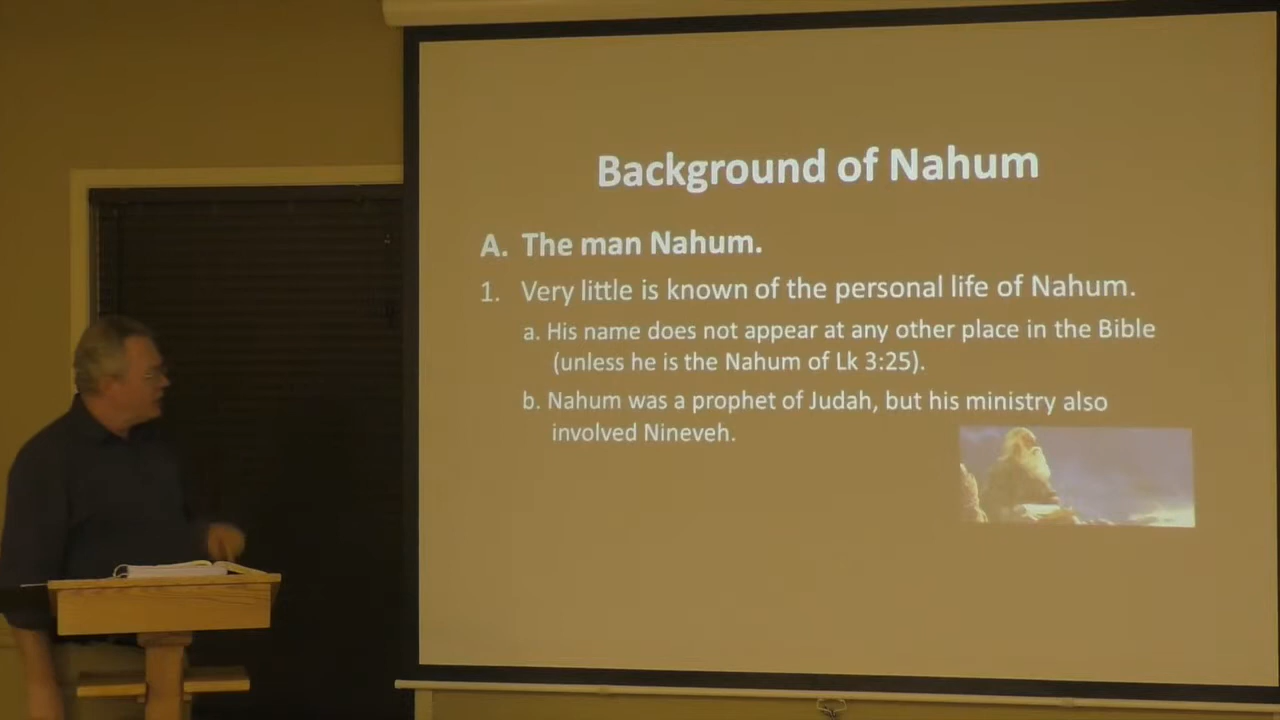 Background of Nahum
A. The man Nahum.
1. Very little is known of the personal life of Nahum.
a. His name does not appear at any other place in the Bible
(unless he is the Nahum of Lk 3:25).
b. Nahum was a prophet of Judah, but his ministry also
involved Nineveh.